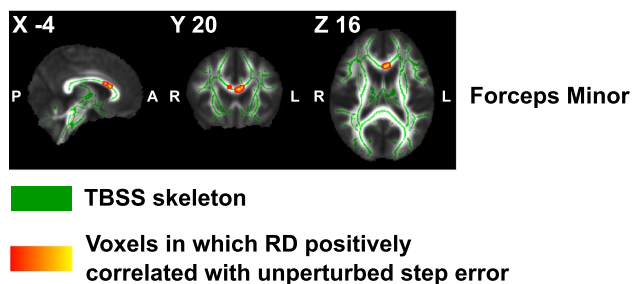 X -4 Y 20 Z 16
P A R L R L
Forceps Minor
TBSS skeleton
Voxels in which RD positively
correlated with unperturbed step error